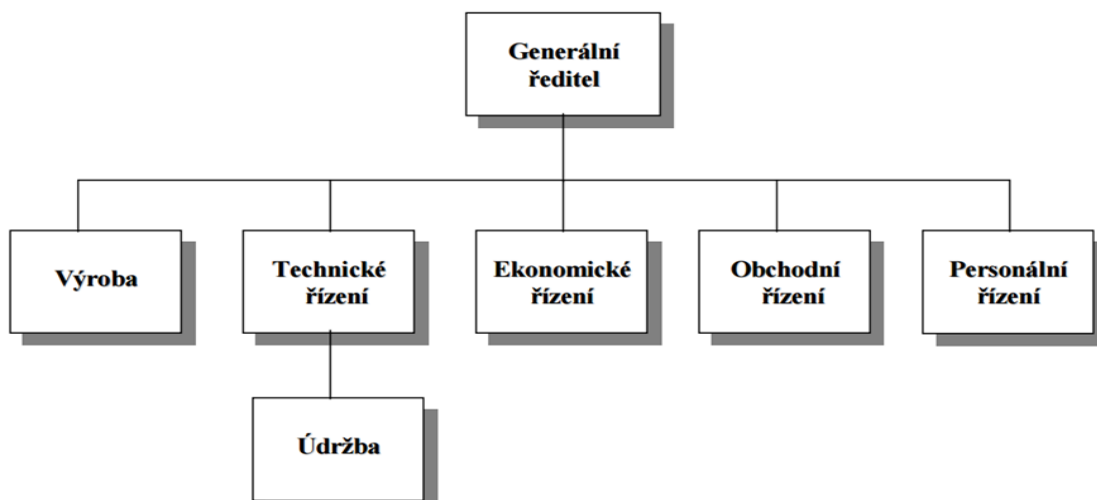 Generální
ředitel
Výroba
Technické
řízení
Ekonomické
řízení
Obchodní
řízení
Personální
řízení
Údržba